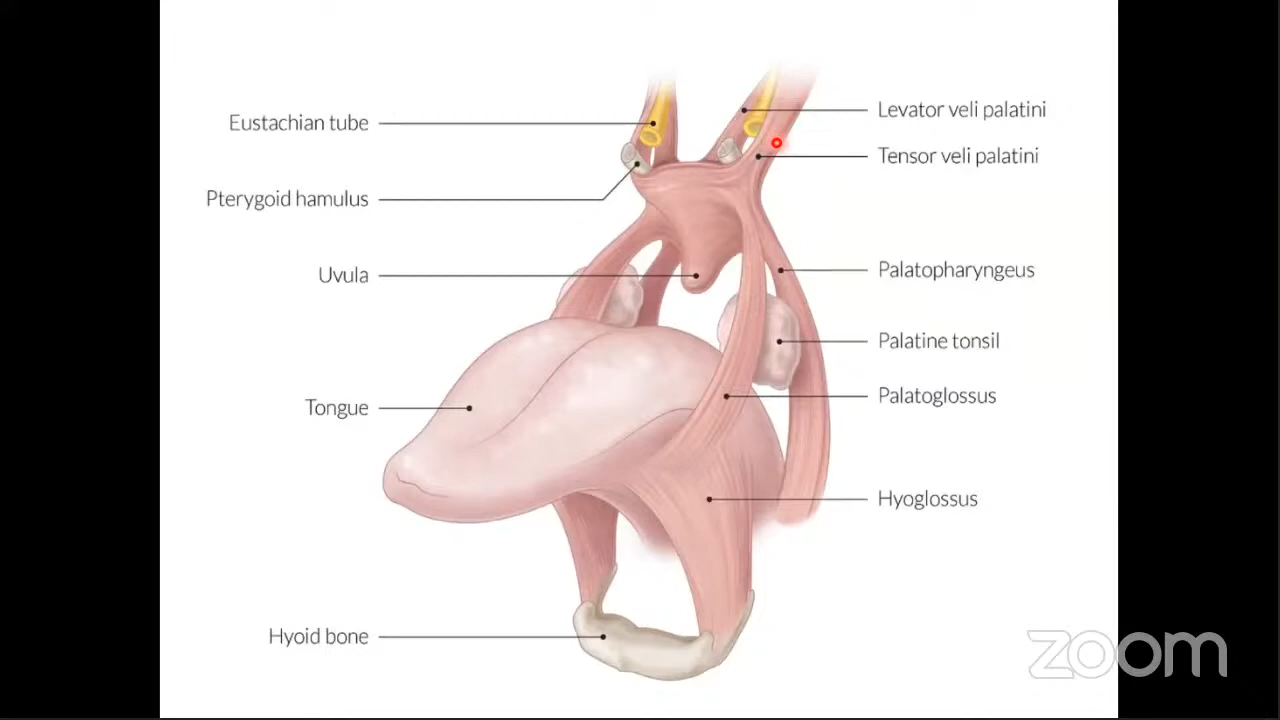 Eustachian tube
Pterygoid hamulus
Uvula
Tongue
Hyoid bone
Levator veli palatini
Tensor veli palatini
Palatopharyngeus
Palatine tonsil
Palatoglossus
Hyoglossus
zoom